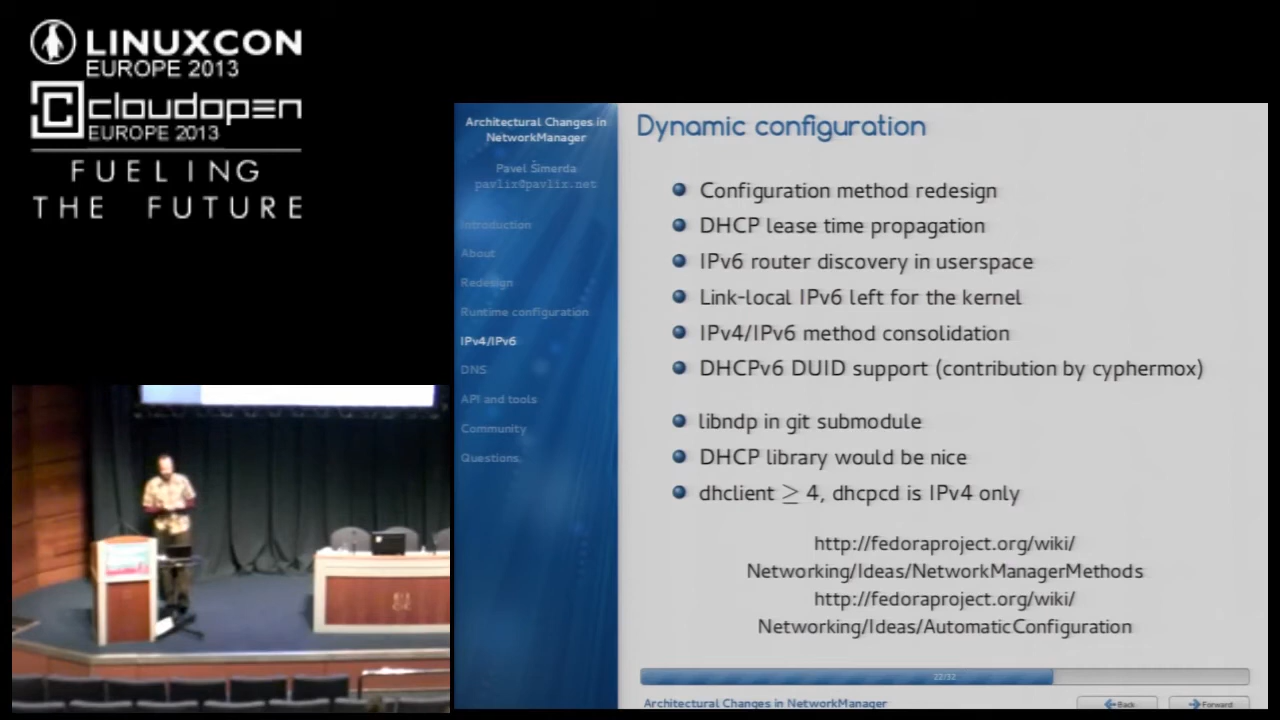 LINUXCON
EUROPE 2013
cloudopen
EUROPE 2013
FUELING
THE FUTURE
Architectural Changes in
NetworkManager
Pavel Šimerda
pavlix@pavlix.net
Introduction
About
Redesign
Runtime configuration
IPv4/IPv6
DNS
API and tools
Community
Questions
Dynamic configuration
Configuration method redesign
DHCP lease time propagation
IPv6 router discovery in userspace
Link-local IPv6 left for the kernel
IPv4/IPv6 method consolidation
DHCPv6 DUID support (contribution by cyphermox)
libndp in git submodule
DHCP library would be nice
dhclient ≥ 4, dhcpcd is IPv4 only
http://fedoraproject.org/wiki/
Networking/Ideas/NetworkManagerMethods
http://fedoraproject.org/wiki/
Networking/Ideas/AutomaticConfiguration
22/32
Architectural Changes in NetworkManager
Back
Forward